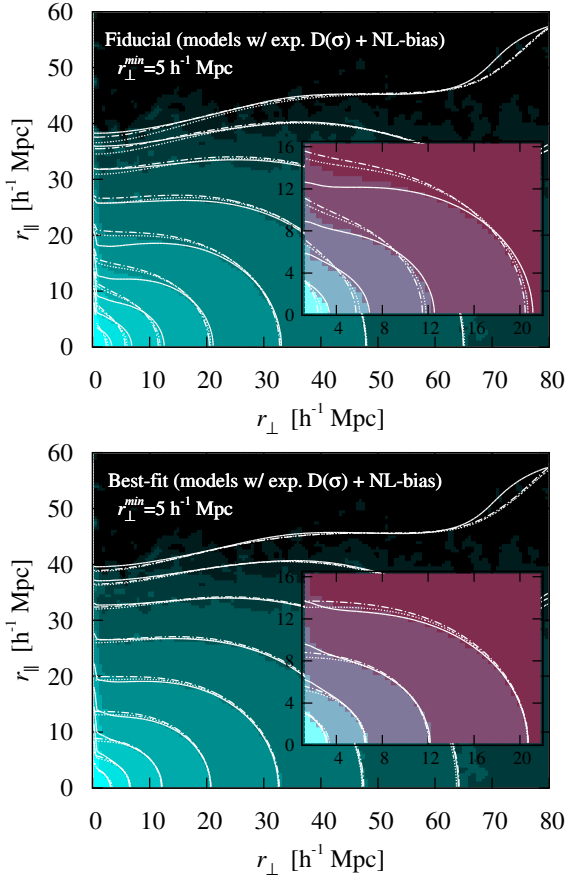 60
Fiducial (models w/ exp. D(σ) + NL-bias)
r⊥^min=5 h⁻¹ Mpc
50
40
30
20
10
0
r∥ [h⁻¹ Mpc]
16
12
8
4
0
4 8 12 16 20
0 10 20 30 40 50 60 70 80
r⊥ [h⁻¹ Mpc]
60
Best-fit (models w/ exp. D(σ) + NL-bias)
r⊥^min=5 h⁻¹ Mpc
50
40
30
20
10
0
r∥ [h⁻¹ Mpc]
16
12
8
4
0
4 8 12 16 20
0 10 20 30 40 50 60 70 80
r⊥ [h⁻¹ Mpc]